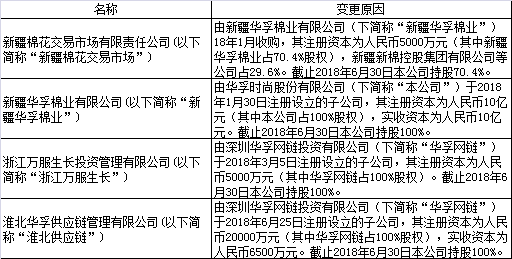 名称
变更原因
新疆棉花交易市场有限责任公司(以下
简称“新疆棉花交易市场”)
由新疆华孚棉业有限公司（下简称“新疆华孚棉业”）
18年1月收购，其注册资本为人民币5000万元（其中新
疆华孚棉业占70.4%股权），新疆新棉控股集团有限公司等
公司占29.6%。截止2018年6月30日本公司持股70.4%。
新疆华孚棉业有限公司(以下简称“新
疆华孚棉业”)
由华孚时尚股份有限公司（下简称“本公司”）于2018
年1月30日注册设立的子公司，其注册资本为人民币10亿
元（其中本公司占100%股权），实收资本为人民币10亿
元。截止2018年6月30日本公司持股100%。
浙江万服生长投资管理有限公司(以下
简称“浙江万服生长”)
由深圳华孚网链投资有限公司（下简称“华孚网链”）
于2018年3月5日注册设立的子公司，其注册资本为人民
币5000万元（其中华孚网链占100%股权）。截止2018年6
月30日本公司持股100%。
淮北华孚供应链管理有限公司(以下简
称“淮北供应链”)
由深圳华孚网链投资有限公司（下简称“华孚网链”）
于2018年6月25日注册设立的子公司，其注册资本为人
民币20000万元（其中华孚网链占100%股权），实收资本为
人民币6500万元。截止2018年6月30日本公司持股100%。